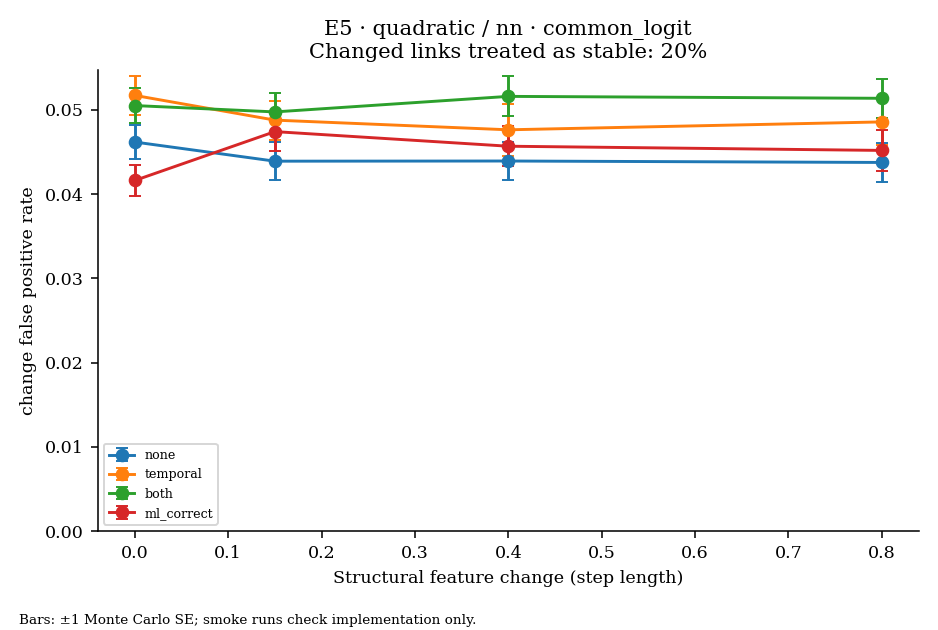 E5 · quadratic / nn · common_logit
Changed links treated as stable: 20%
change false positive rate
0.05
0.04
0.03
0.02
0.01
0.00
none
temporal
both
ml_correct
0.0 0.1 0.2 0.3 0.4 0.5 0.6 0.7 0.8
Structural feature change (step length)
Bars: ±1 Monte Carlo SE; smoke runs check implementation only.